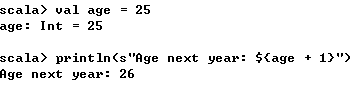 scala> val age = 25
age: Int = 25
scala> println(s"Age next year: ${age + 1}")
Age next year: 26